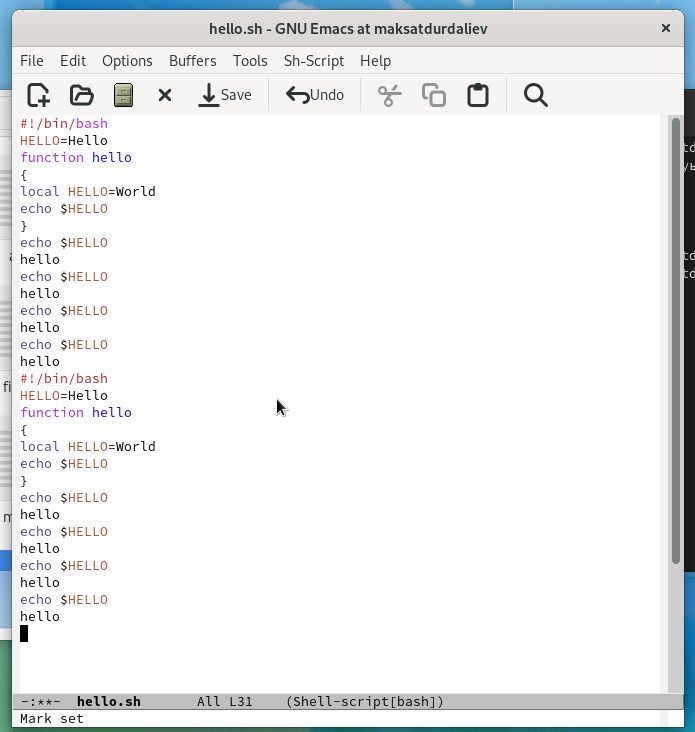 hello.sh - GNU Emacs at maksatdurdaliev
File Edit Options Buffers Tools Sh-Script Help
Save Undo
#!/bin/bash
HELLO=Hello
function hello
{
local HELLO=World
echo $HELLO
}
echo $HELLO
hello
echo $HELLO
hello
echo $HELLO
hello
echo $HELLO
hello
#!/bin/bash
HELLO=Hello
function hello
{
local HELLO=World
echo $HELLO
}
echo $HELLO
hello
echo $HELLO
hello
echo $HELLO
hello
echo $HELLO
hello
-:**- hello.sh All L31 (Shell-script[bash])
Mark set